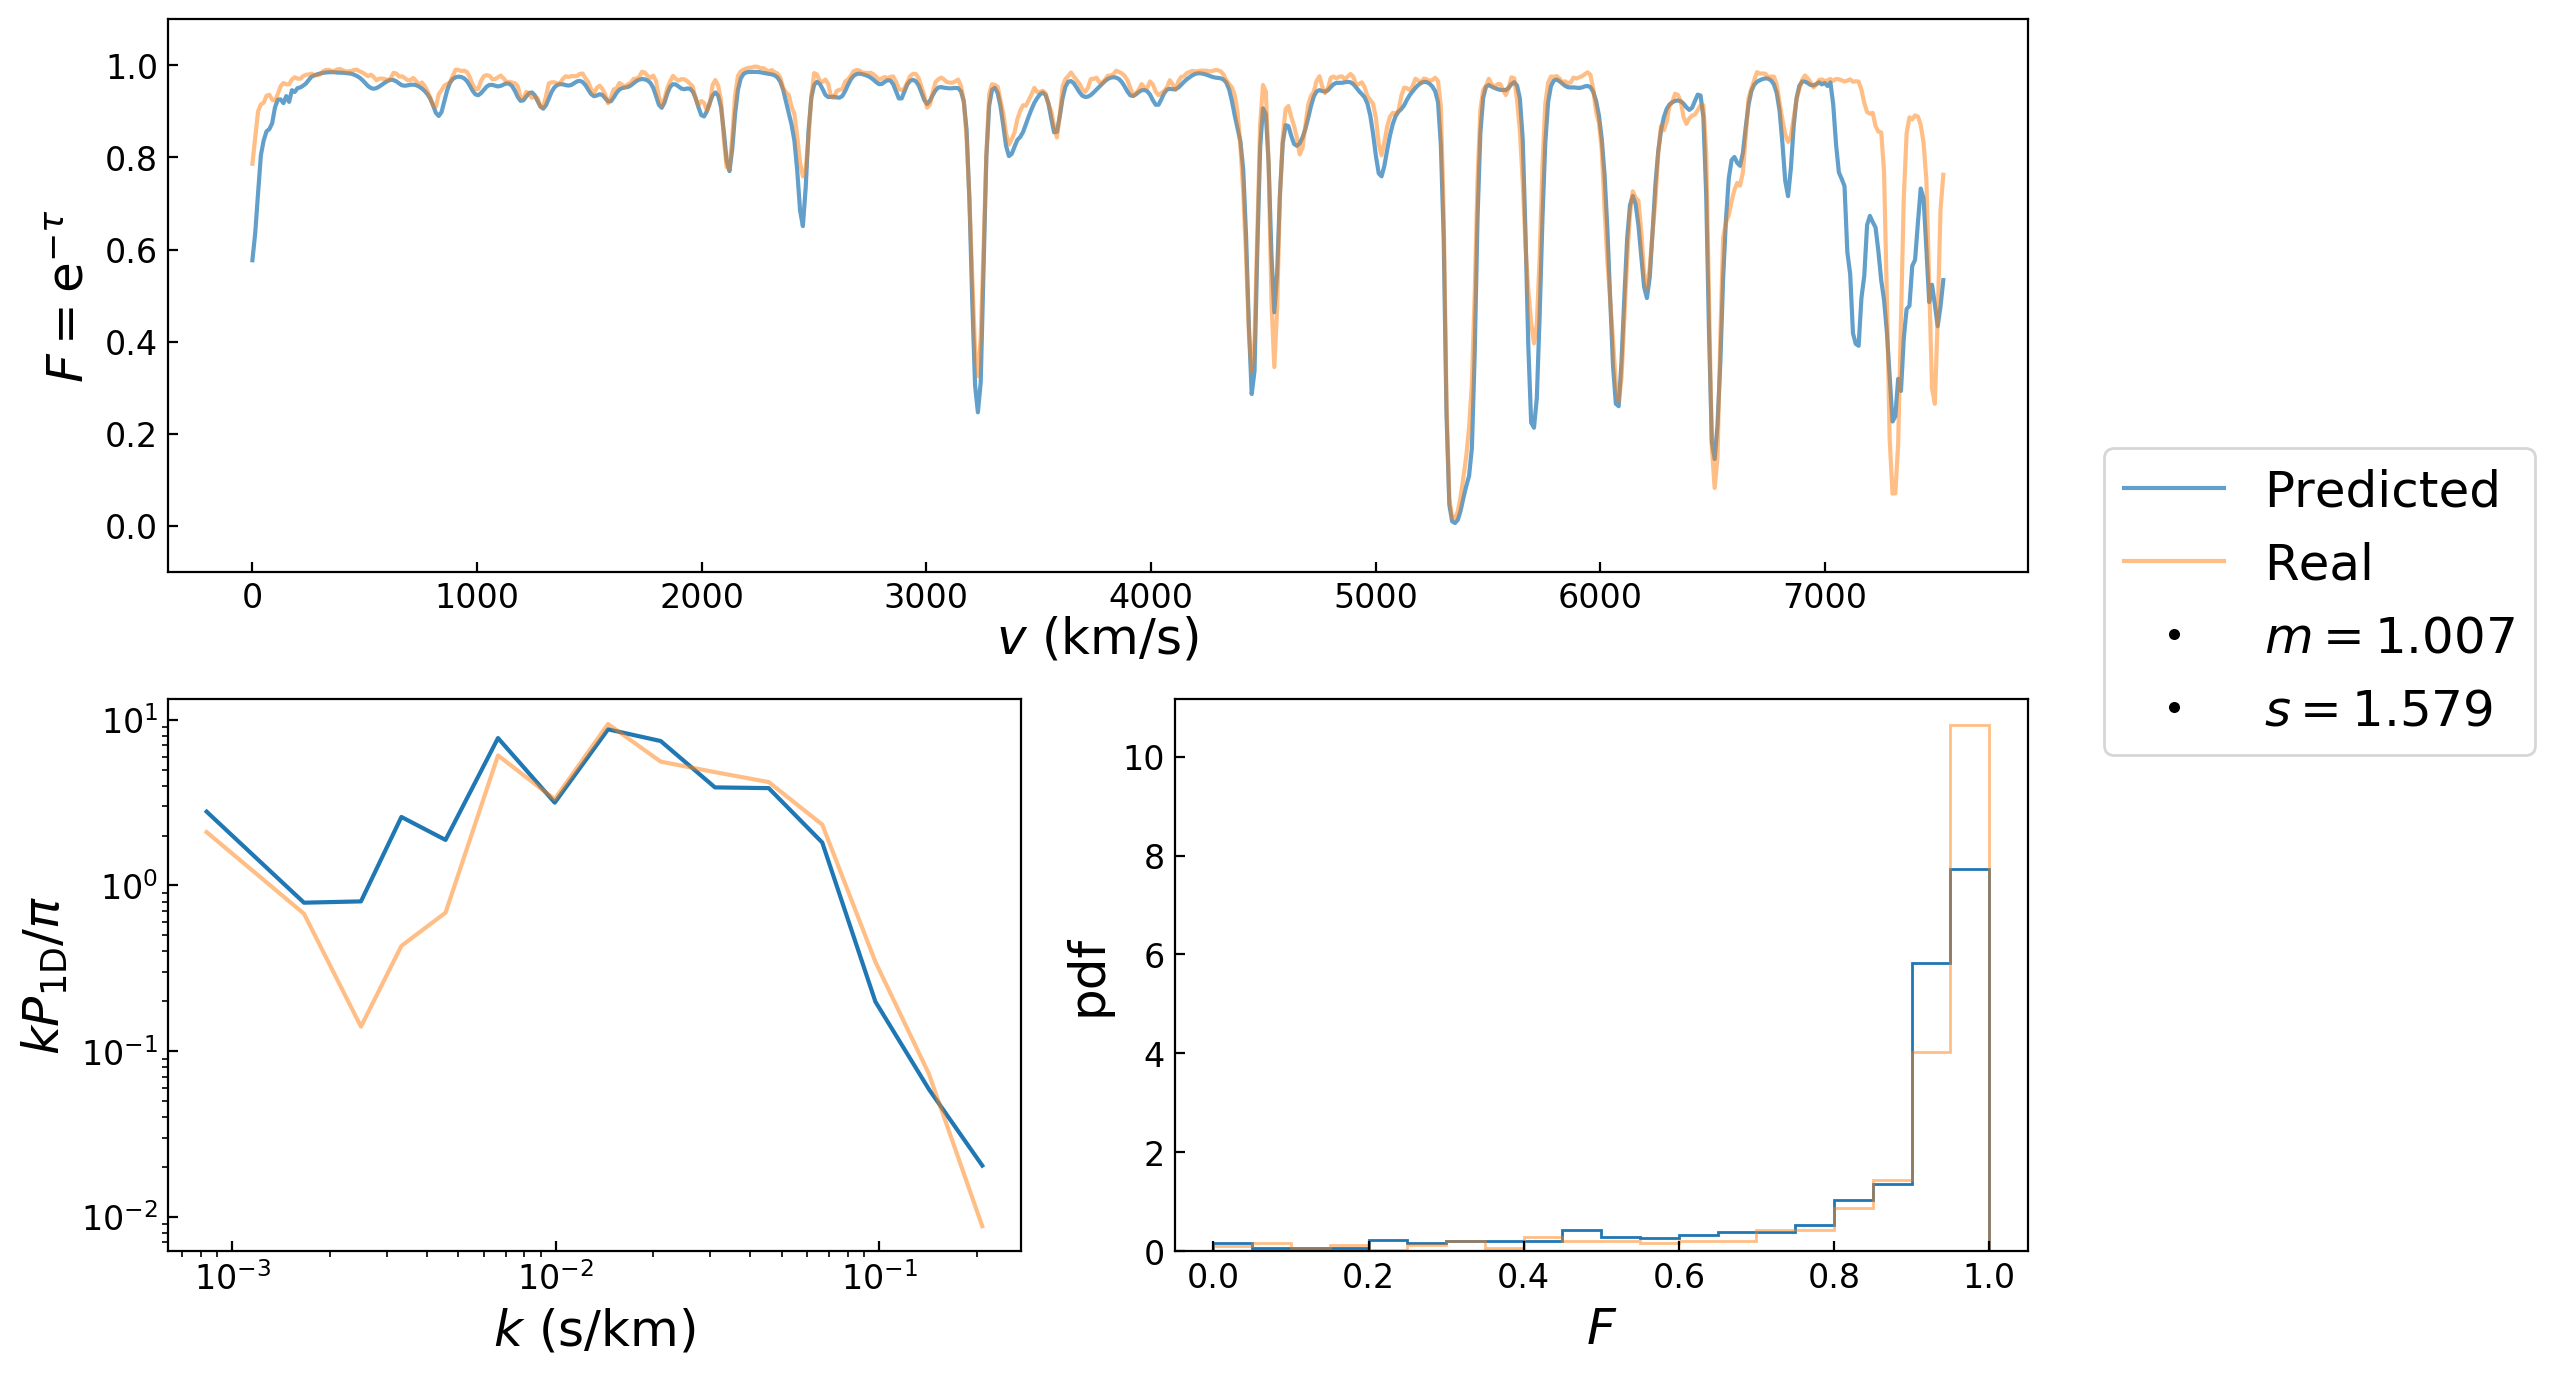 1.0
0.8
0.6
0.4
0.2
0.0
F = e^{−τ}
0 1000 2000 3000 4000 5000 6000 7000
v (km/s)
Predicted
Real
m = 1.007
s = 1.579
10^1
10^0
10^{−1}
10^{−2}
kP_{1D}/π
10^{−3} 10^{−2} 10^{−1}
k (s/km)
10
8
6
4
2
0
pdf
0.0 0.2 0.4 0.6 0.8 1.0
F